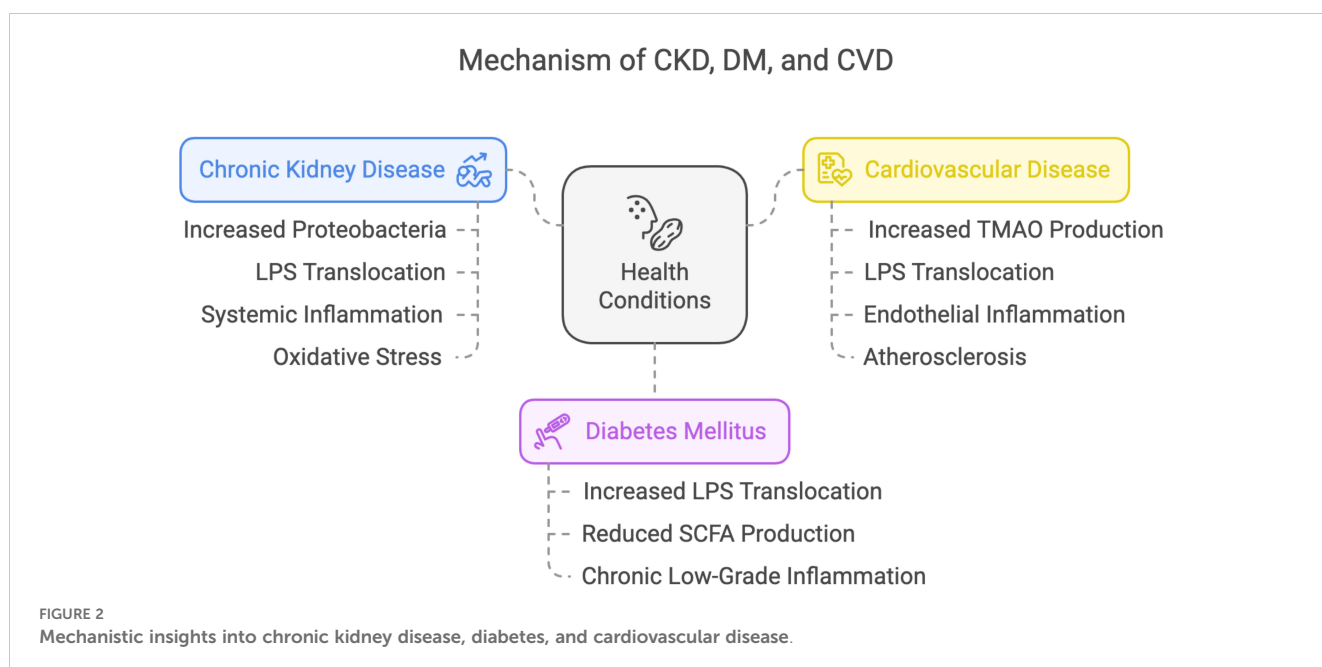 Mechanism of CKD, DM, and CVD
Chronic Kidney Disease
Increased Proteobacteria
LPS Translocation
Systemic Inflammation
Oxidative Stress
Health
Conditions
Cardiovascular Disease
Increased TMAO Production
LPS Translocation
Endothelial Inflammation
Atherosclerosis
Diabetes Mellitus
Increased LPS Translocation
Reduced SCFA Production
Chronic Low-Grade Inflammation
FIGURE 2
Mechanistic insights into chronic kidney disease, diabetes, and cardiovascular disease.